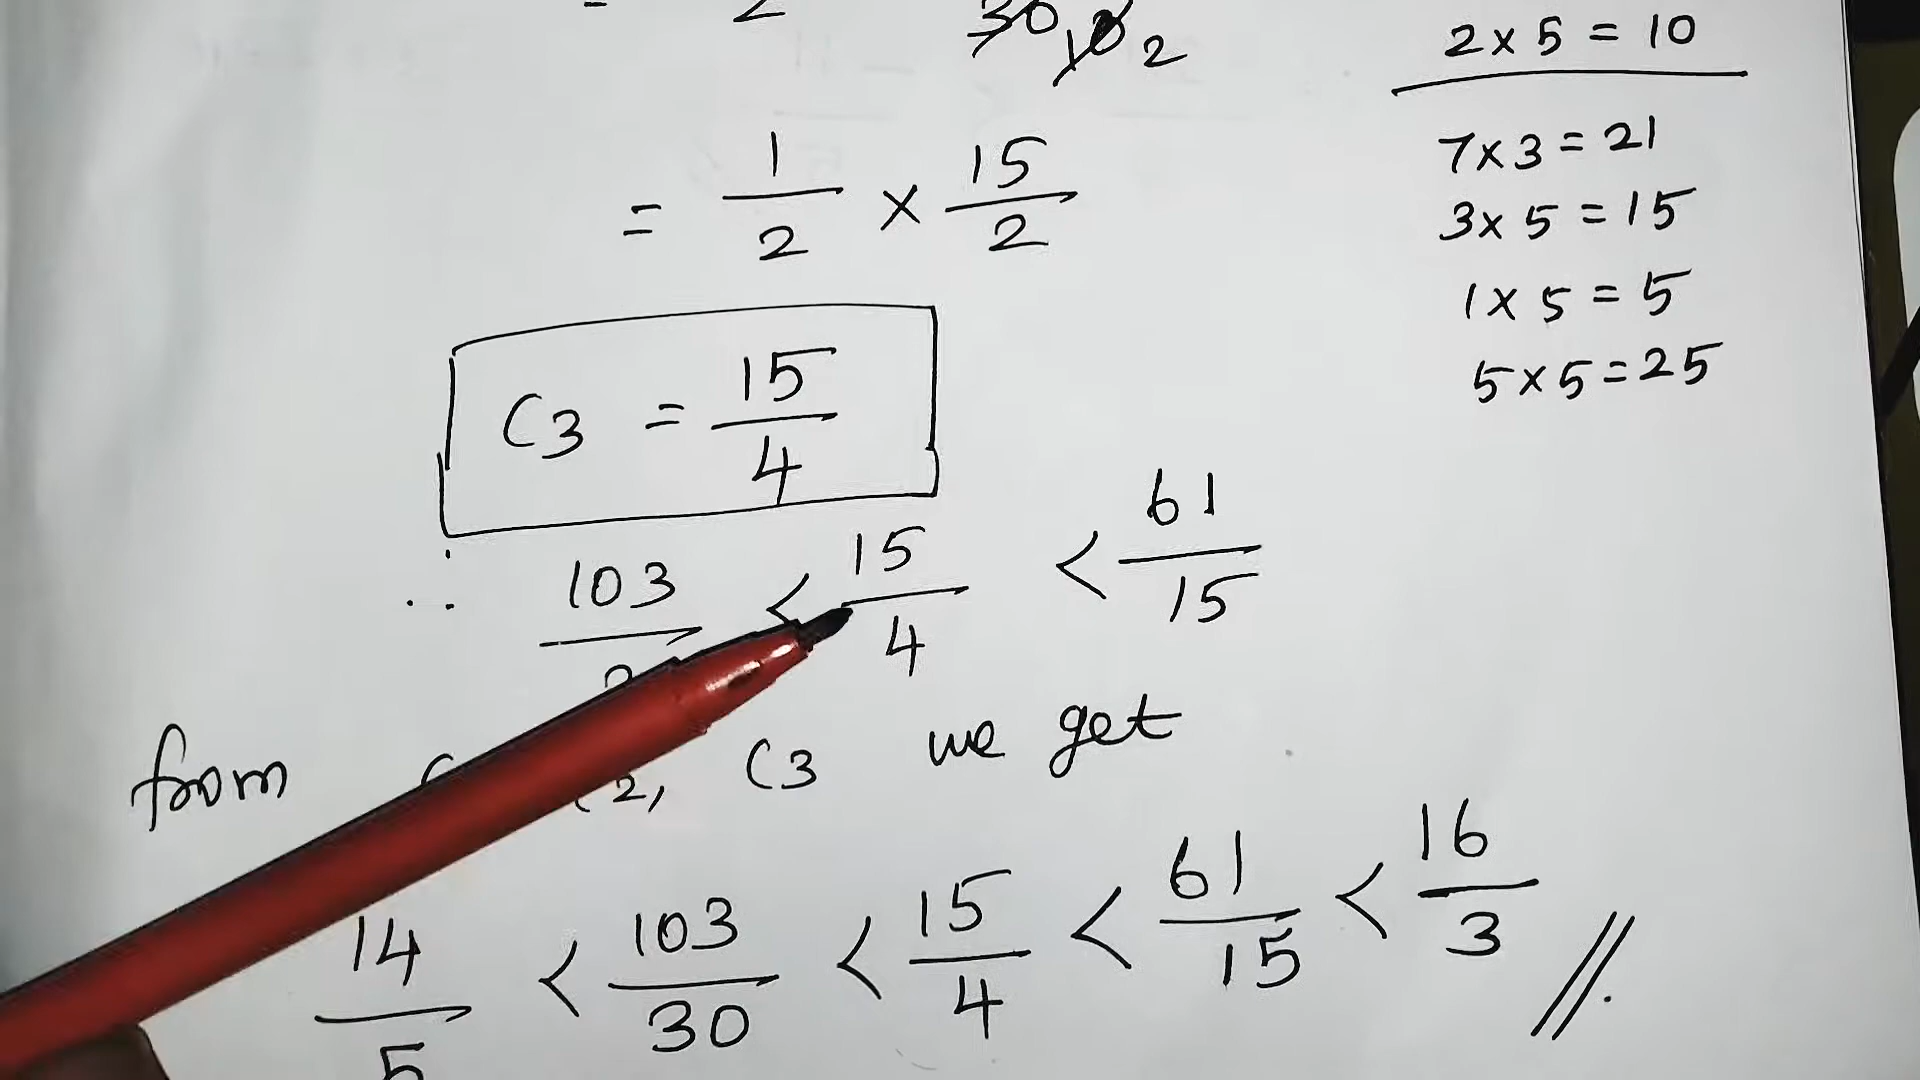 30 10 2
= 1/2 × 15/2
C3 = 15/4
∴ 103/ < 15/4 < 61/15
from C2, C3 we get
14/5 < 103/30 < 15/4 < 61/15 < 16/3 //.
2 × 5 = 10
7 × 3 = 21
3 × 5 = 15
1 × 5 = 5
5 × 5 = 25